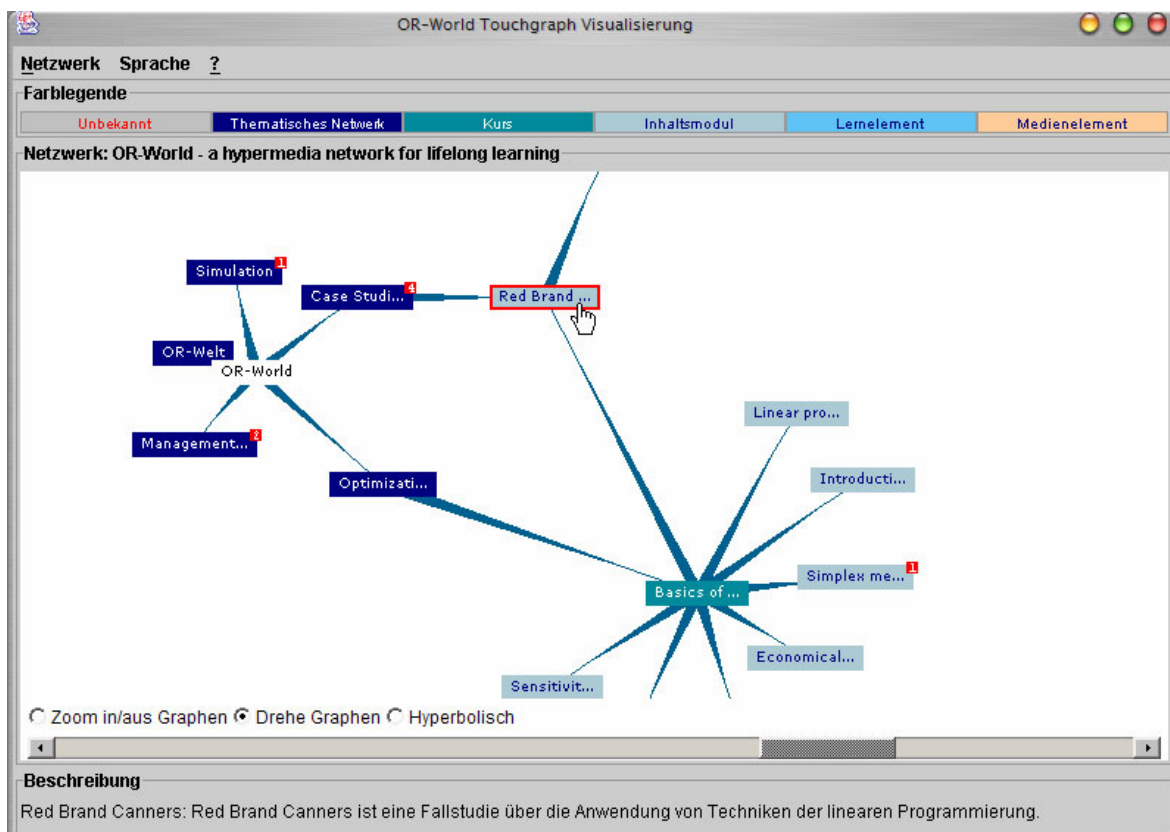 OR-World Touchgraph Visualisierung
Netzwerk Sprache ?
Farblegende
Unbekannt Thematisches Netwerk Kurs Inhaltsmodul Lernelement Medienelement
Netzwerk: OR-World - a hypermedia network for lifelong learning
Simulation 1
Case Studi... 4 Red Brand ...
OR-Welt
OR-World
Linear pro...
Management... 2
Introducti...
Optimizati...
Simplex me... 1
Basics of ...
Economical...
Sensitivit...
Zoom in/aus Graphen Drehe Graphen Hyperbolisch
Beschreibung
Red Brand Canners: Red Brand Canners ist eine Fallstudie über die Anwendung von Techniken der linearen Programmierung.